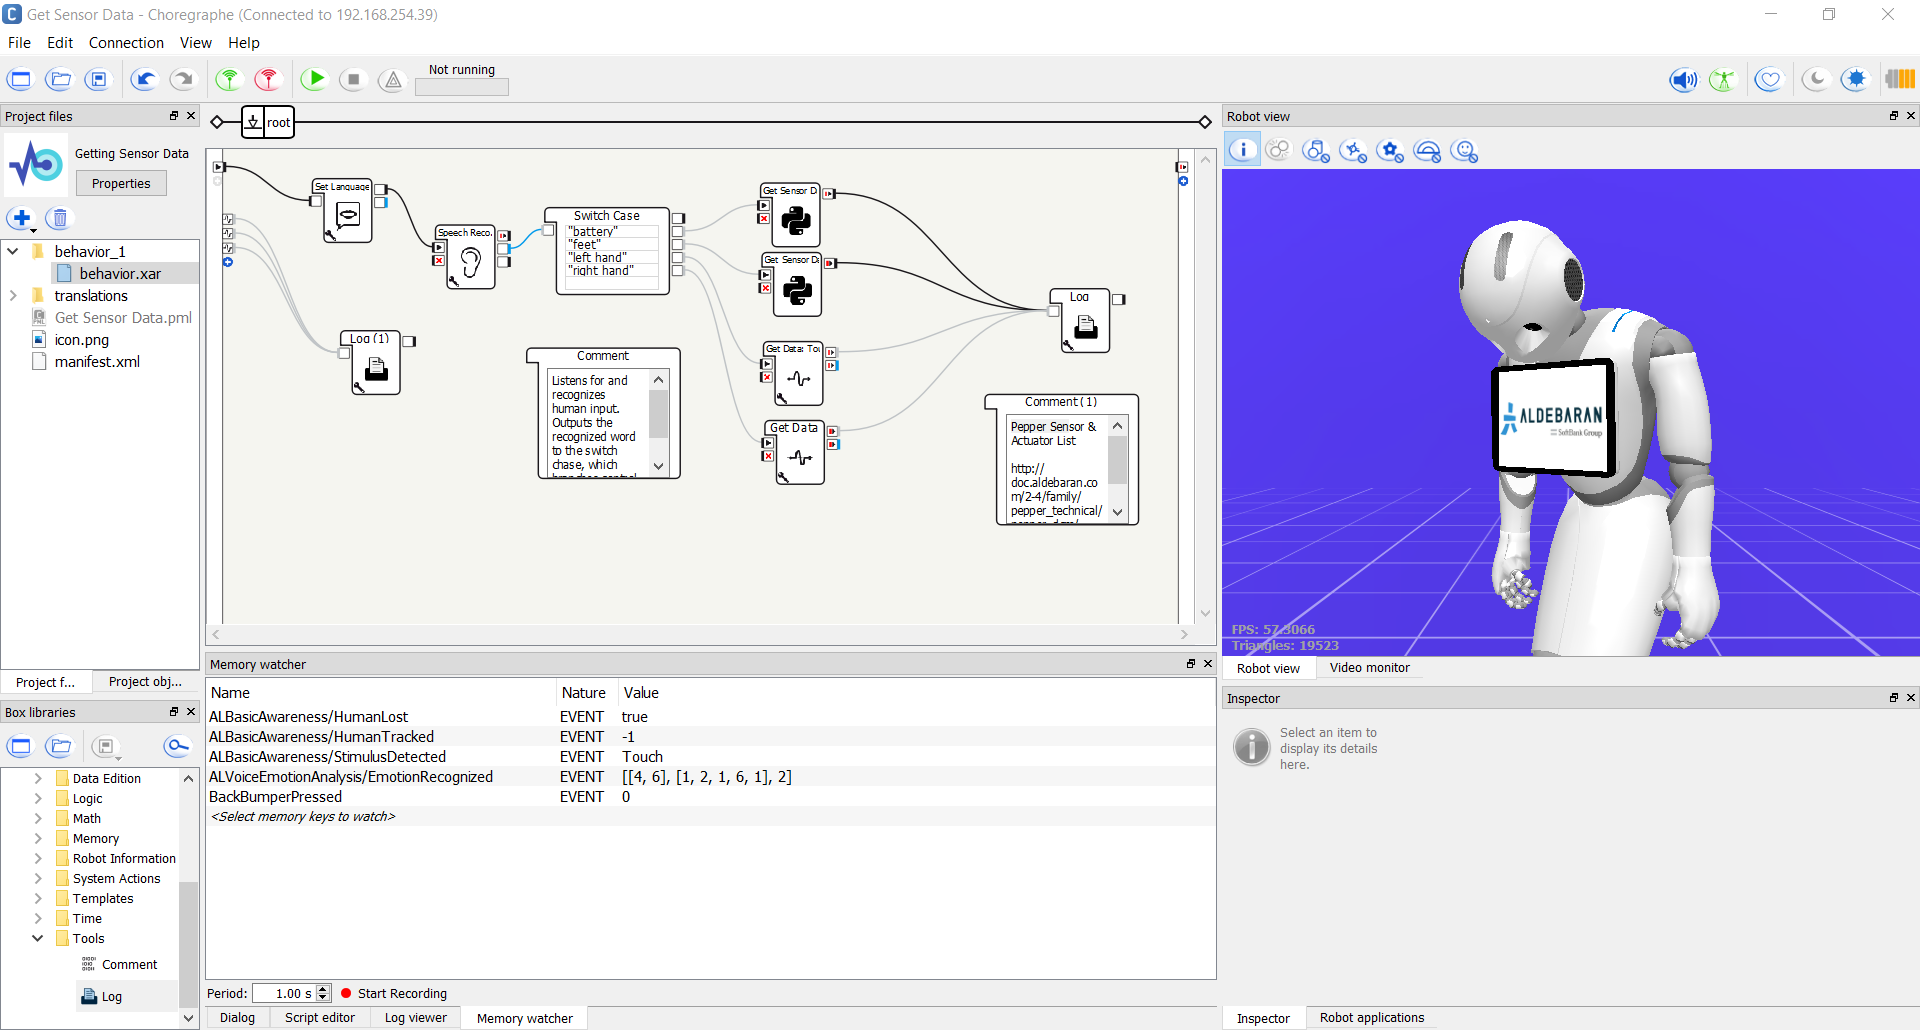 Get Sensor Data - Choregraphe (Connected to 192.168.254.39)
File Edit Connection View Help
Not running
Project files
Getting Sensor Data
Properties
behavior_1
behavior.xar
translations
Get Sensor Data.pml
icon.png
manifest.xml
Project f...
Project obj...
Box libraries
Data Edition
Logic
Math
Memory
Robot Information
System Actions
Templates
Time
Tools
Comment
Log
root
Set Language
Speech Reco.
Switch Case
"battery"
"feet"
"left hand"
"right hand"
Get Sensor D
Get Sensor Da
Get Data: Tou
Get Data
Log
Log (1)
Comment
Listens for and
recognizes
human input.
Outputs the
recognized word
to the switch
chase, which
Comment(1)
Pepper Sensor &
Actuator List
http://
doc.aldebaran.co
m/2-4/family/
pepper_technical/
Memory watcher
Name Nature Value
ALBasicAwareness/HumanLost EVENT true
ALBasicAwareness/HumanTracked EVENT -1
ALBasicAwareness/StimulusDetected EVENT Touch
ALVoiceEmotionAnalysis/EmotionRecognized EVENT [[4, 6], [1, 2, 1, 6, 1], 2]
BackBumperPressed EVENT 0
<Select memory keys to watch>
Period: 1.00 s Start Recording
Dialog Script editor Log viewer Memory watcher
Robot view
ALDEBARAN
SoftBank Group
FPS: 57.3066
Triangles: 19523
Robot view Video monitor
Inspector
Select an item to
display its details
here.
Inspector Robot applications